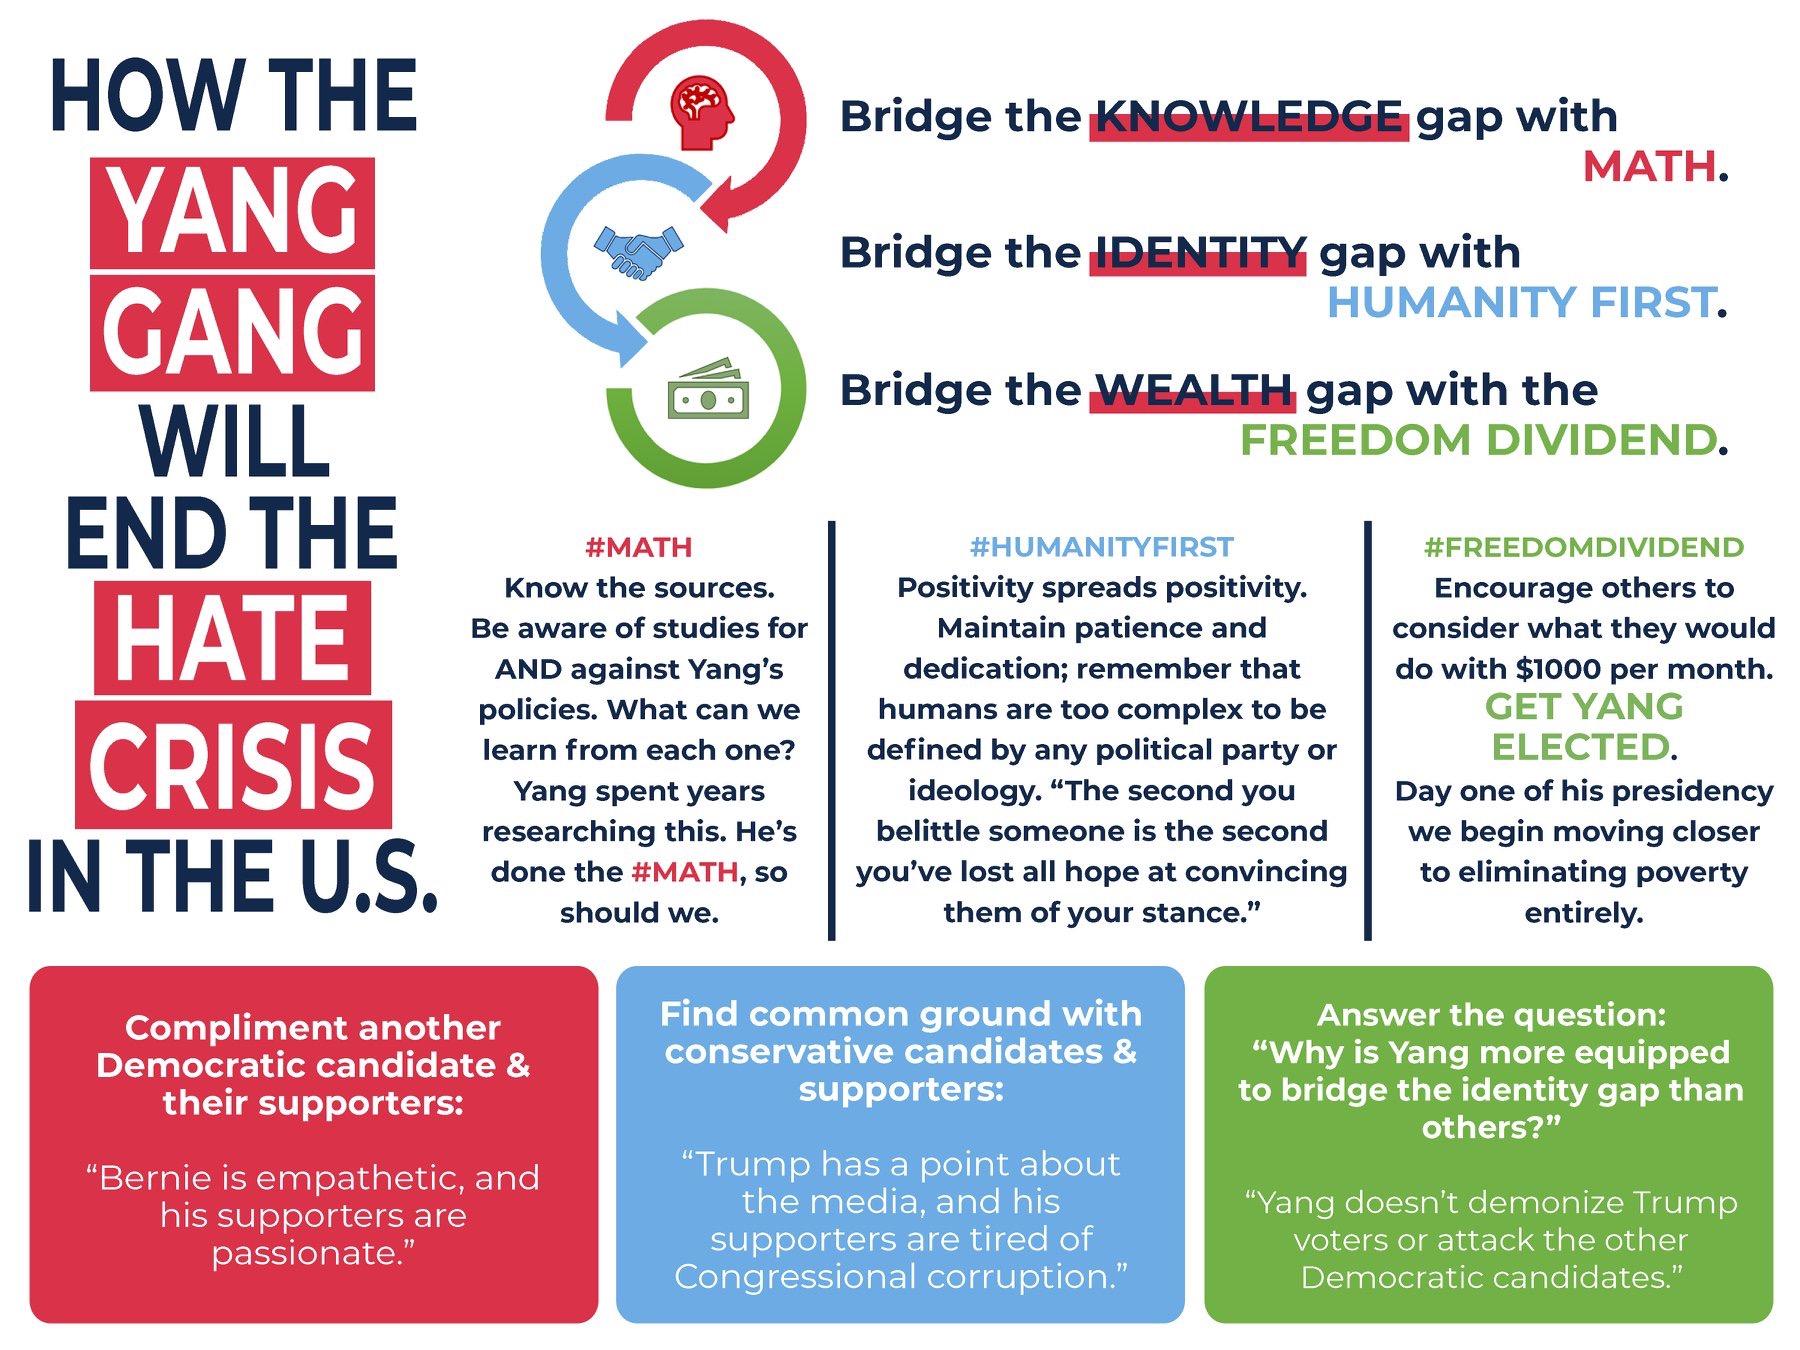 HOW THE
YANG
GANG
WILL
END THE
HATE
CRISIS
IN THE U.S.
Bridge the KNOWLEDGE gap with
MATH.
Bridge the IDENTITY gap with
HUMANITY FIRST.
Bridge the WEALTH gap with the
FREEDOM DIVIDEND.
#MATH
Know the sources.
Be aware of studies for
AND against Yang’s
policies. What can we
learn from each one?
Yang spent years
researching this. He’s
done the #MATH, so
should we.
#HUMANITYFIRST
Positivity spreads positivity.
Maintain patience and
dedication; remember that
humans are too complex to be
defined by any political party or
ideology. “The second you
belittle someone is the second
you’ve lost all hope at convincing
them of your stance.”
#FREEDOMDIVIDEND
Encourage others to
consider what they would
do with $1000 per month.
GET YANG
ELECTED.
Day one of his presidency
we begin moving closer
to eliminating poverty
entirely.
Compliment another
Democratic candidate &
their supporters:
“Bernie is empathetic, and
his supporters are
passionate.”
Find common ground with
conservative candidates &
supporters:
“Trump has a point about
the media, and his
supporters are tired of
Congressional corruption.”
Answer the question:
“Why is Yang more equipped
to bridge the identity gap than
others?”
“Yang doesn’t demonize Trump
voters or attack the other
Democratic candidates.”